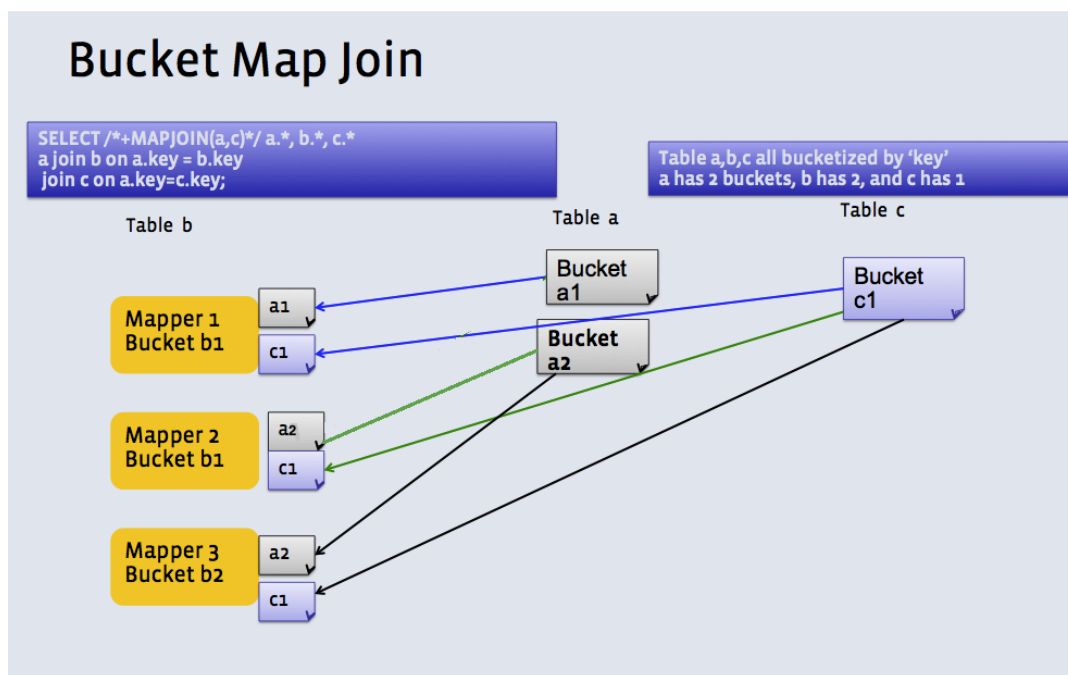 Bucket Map Join
SELECT /*+MAPJOIN(a,c)*/ a.*, b.*, c.*
a join b on a.key = b.key
join c on a.key=c.key;
Table a,b,c all bucketized by ‘key’
a has 2 buckets, b has 2, and c has 1
Table b
Table a
Table c
Bucket
a1
Bucket
c1
Mapper 1
Bucket b1
a1
c1
Bucket
a2
Mapper 2
Bucket b1
a2
c1
Mapper 3
Bucket b2
a2
c1